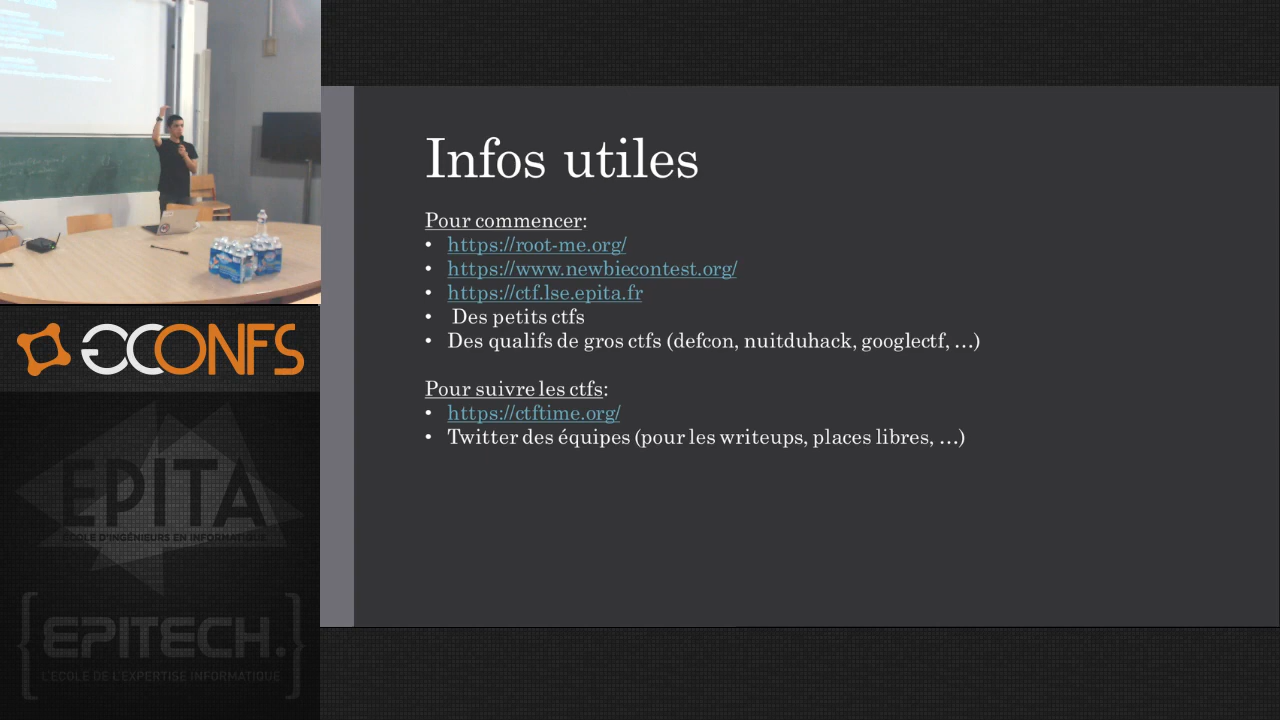 Infos utiles
Pour commencer:
• https://root-me.org/
• https://www.newbiecontest.org/
• https://ctf.lse.epita.fr
• Des petits ctfs
• Des qualifs de gros ctfs (defcon, nuitduhack, googlectf, …)
Pour suivre les ctfs:
• https://ctftime.org/
• Twitter des équipes (pour les writeups, places libres, …)
GCONFS
EPITA
ÉCOLE D'INGÉNIEURS EN INFORMATIQUE
{EPITECH.}
L'ECOLE DE L'EXPERTISE INFORMATIQUE